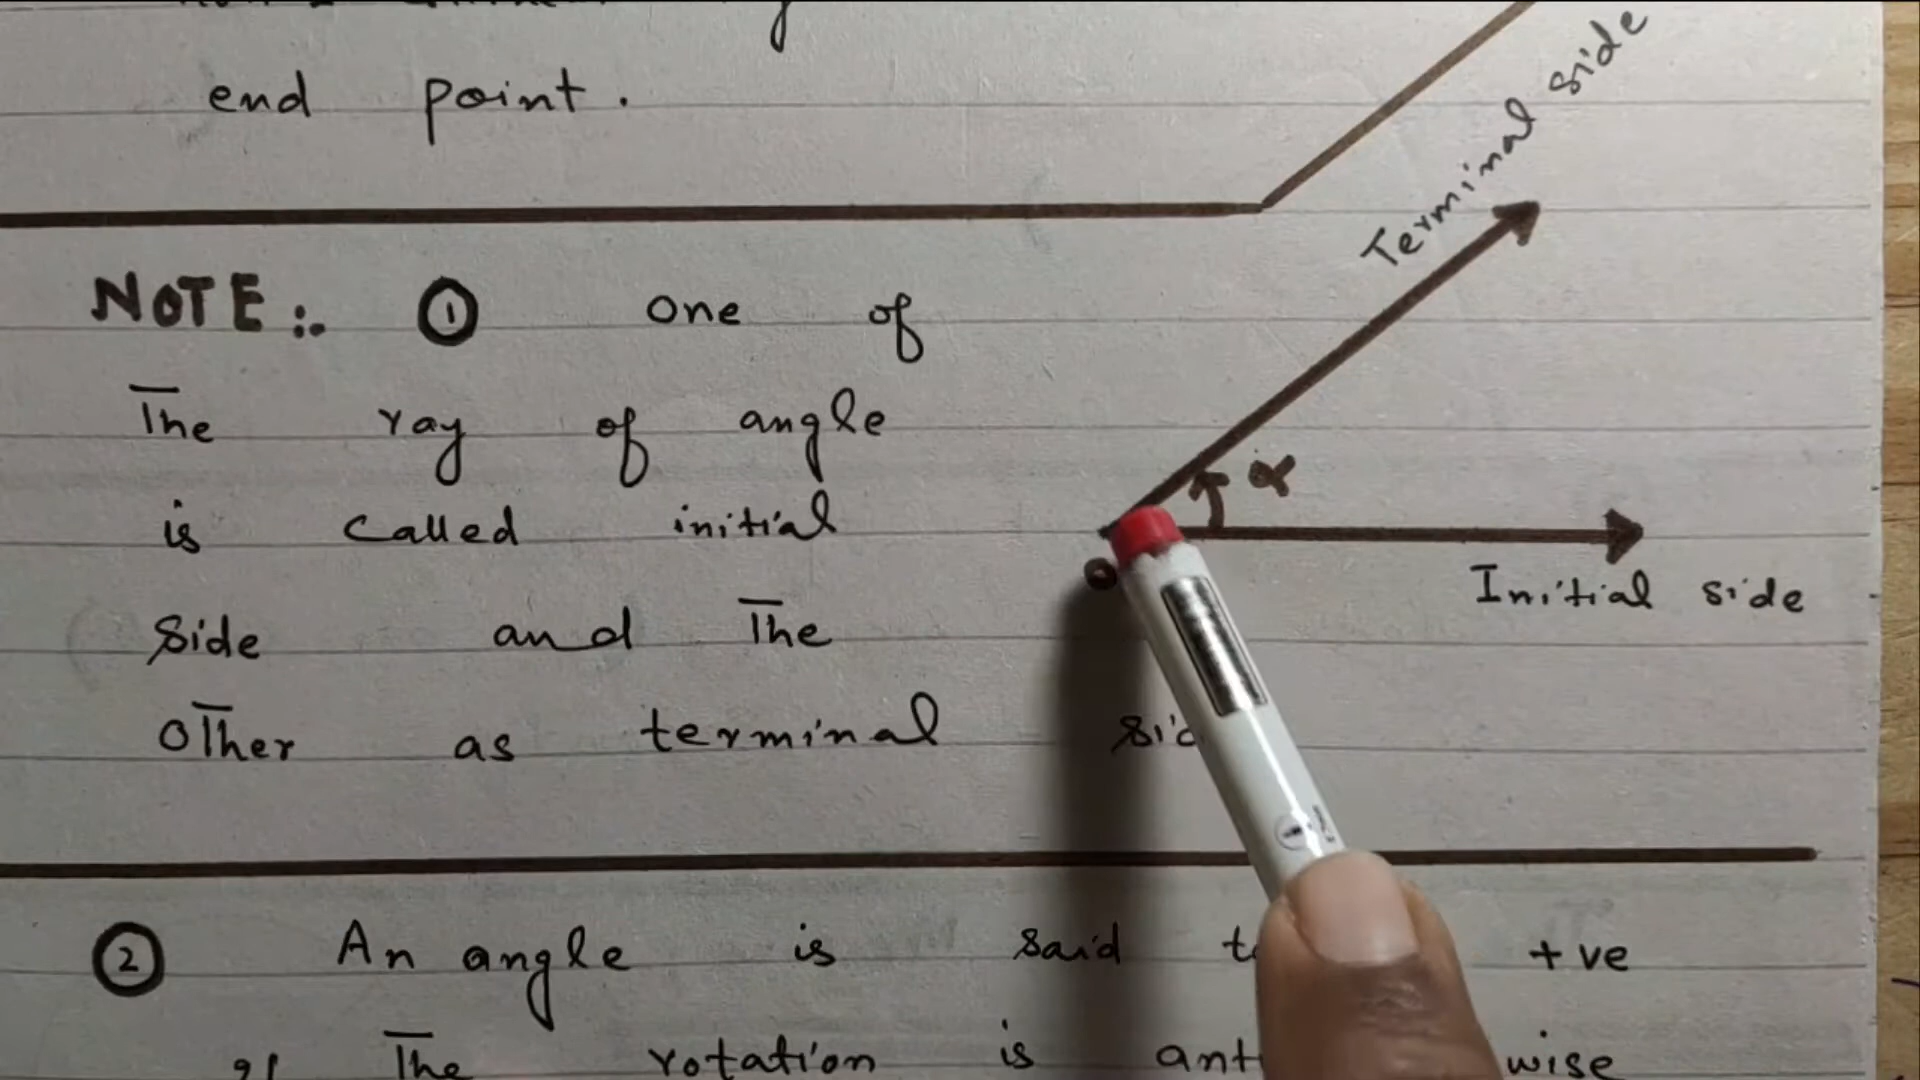 end point.
Terminal side
NOTE:- ① one of
The ray of angle
α
is called initial
o
Initial side
side and The
other as terminal
② An angle is said +ve
The rotation is wise